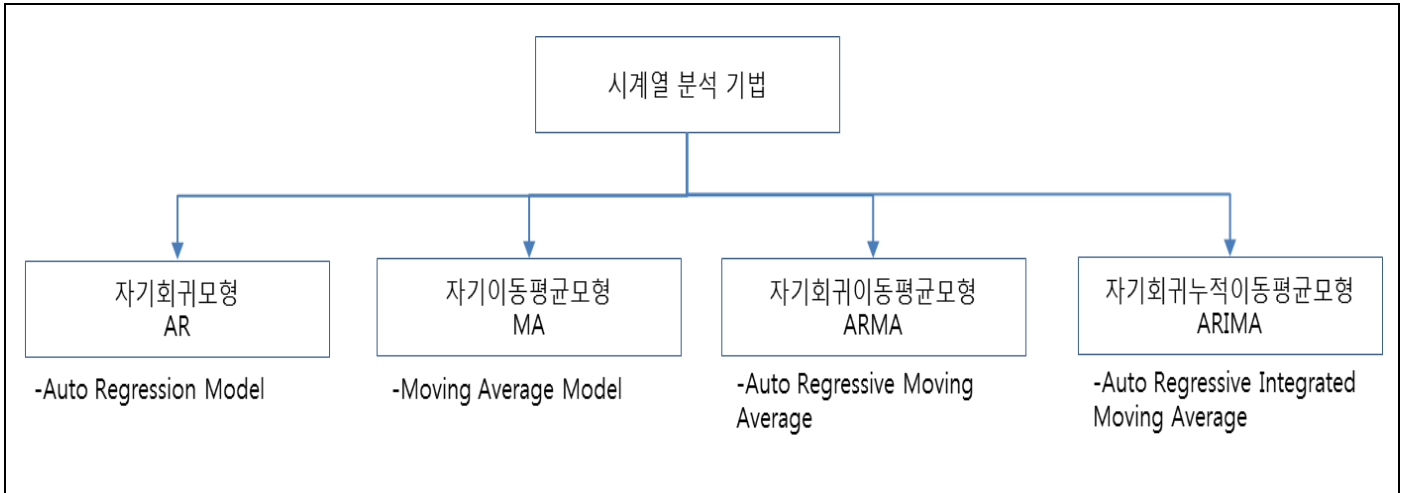 시계열 분석 기법
자기회귀모형
AR
-Auto Regression Model
자기이동평균모형
MA
-Moving Average Model
자기회귀이동평균모형
ARMA
-Auto Regressive Moving
Average
자기회귀누적이동평균모형
ARIMA
-Auto Regressive Integrated
Moving Average